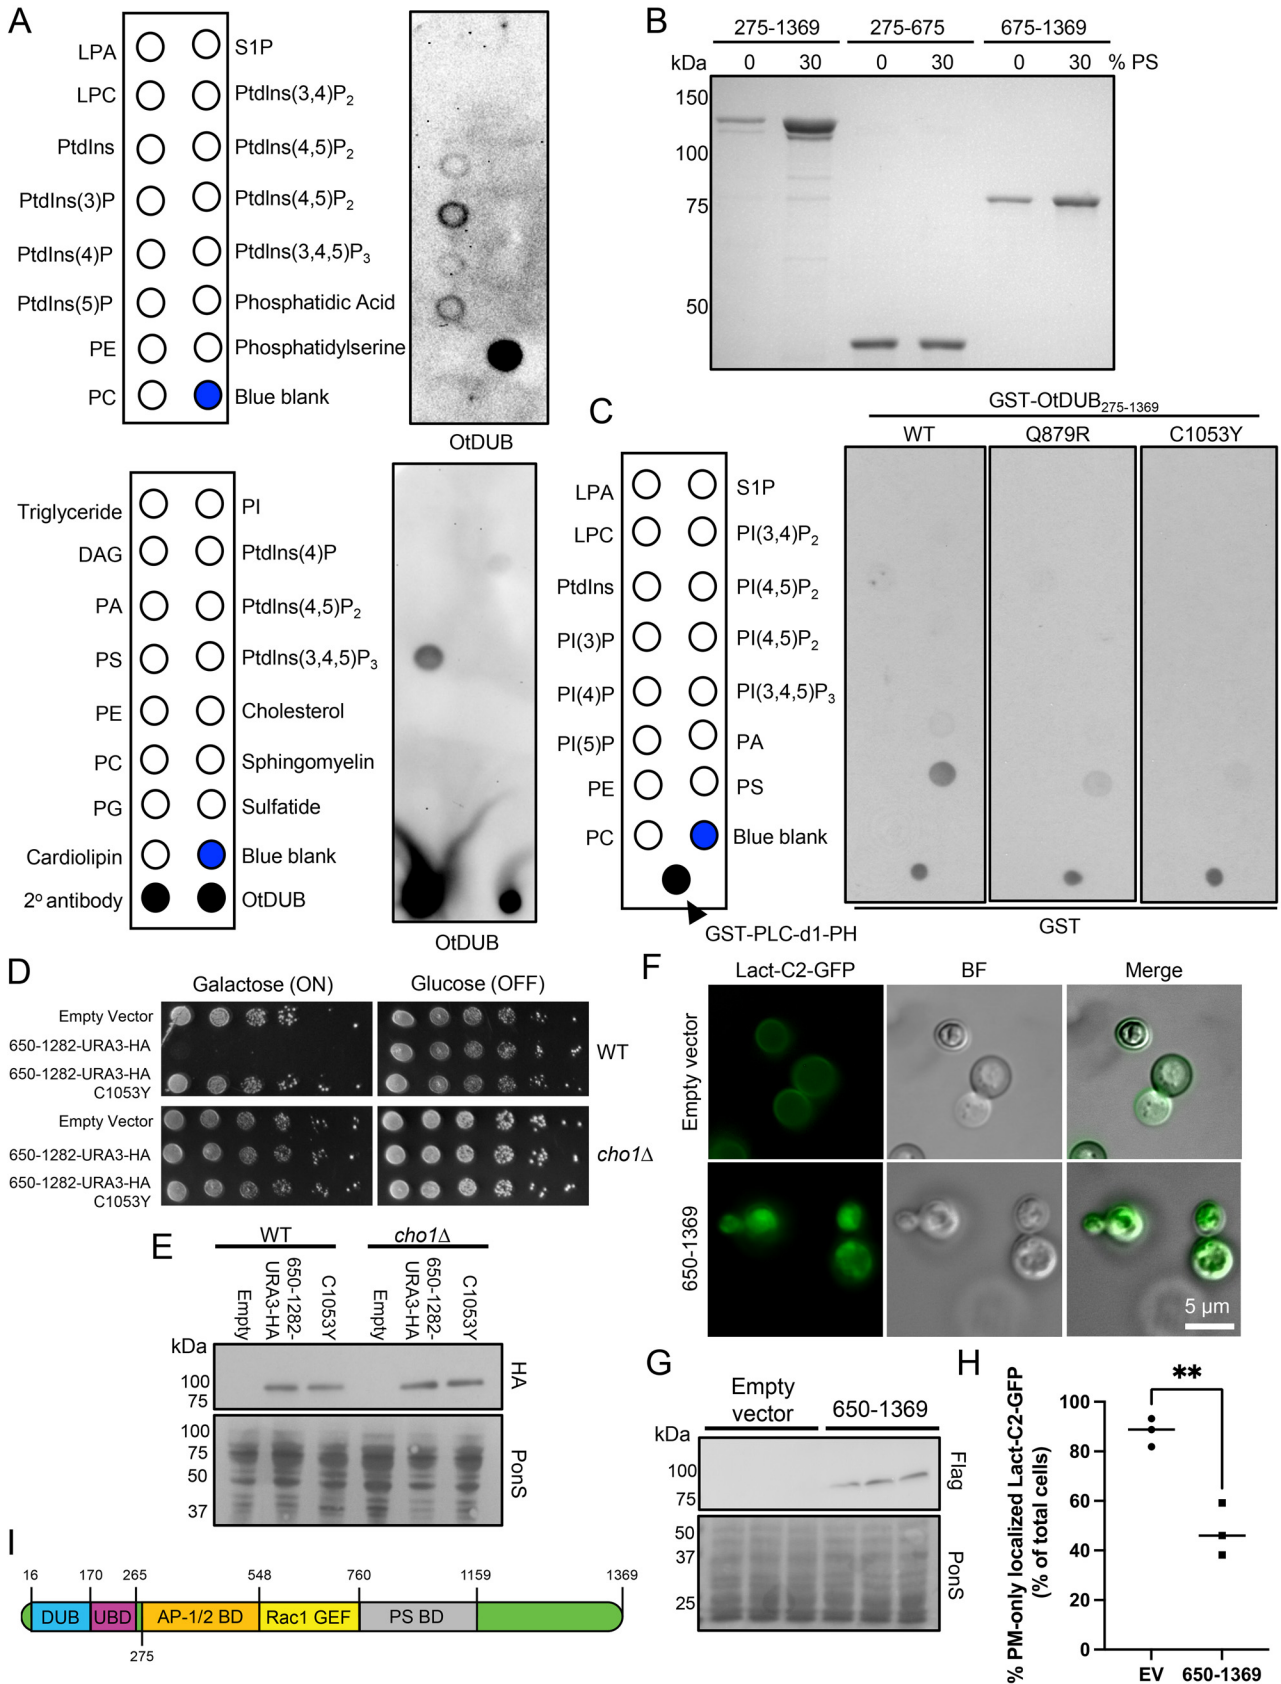 A
LPA
S1P
LPC
PtdIns(3,4)P2
PtdIns
PtdIns(4,5)P2
PtdIns(3)P
PtdIns(4,5)P2
PtdIns(4)P
PtdIns(3,4,5)P3
PtdIns(5)P
Phosphatidic Acid
PE
Phosphatidylserine
PC
Blue blank
OtDUB
Triglyceride
PI
DAG
PtdIns(4)P
PA
PtdIns(4,5)P2
PS
PtdIns(3,4,5)P3
PE
Cholesterol
PC
Sphingomyelin
PG
Sulfatide
Cardiolipin
Blue blank
2o antibody
OtDUB
OtDUB
B
275-1369 275-675 675-1369
kDa 0 30 0 30 0 30 % PS
150
100
75
50
C
GST-OtDUB275-1369
WT Q879R C1053Y
LPA
S1P
LPC
PI(3,4)P2
PtdIns
PI(4,5)P2
PI(3)P
PI(4,5)P2
PI(4)P
PI(3,4,5)P3
PI(5)P
PA
PE
PS
PC
Blue blank
GST-PLC-d1-PH
GST
D
Galactose (ON) Glucose (OFF)
Empty Vector
650-1282-URA3-HA
650-1282-URA3-HA
C1053Y
WT
Empty Vector
650-1282-URA3-HA
650-1282-URA3-HA
C1053Y
cho1Δ
E
WT cho1Δ
Empty
650-1282-
URA3-HA
C1053Y
Empty
650-1282-
URA3-HA
C1053Y
kDa
100
75
HA
100
75
50
37
PonS
F
Lact-C2-GFP BF Merge
Empty vector
650-1369
5 μm
G
Empty
vector
650-1369
kDa
100
75
Flag
50
37
25
PonS
H
% PM-only localized Lact-C2-GFP
(% of total cells)
**
100
80
60
40
20
0
EV 650-1369
I
16 170 265 548 760 1159 1369
DUB UBD AP-1/2 BD Rac1 GEF PS BD
275